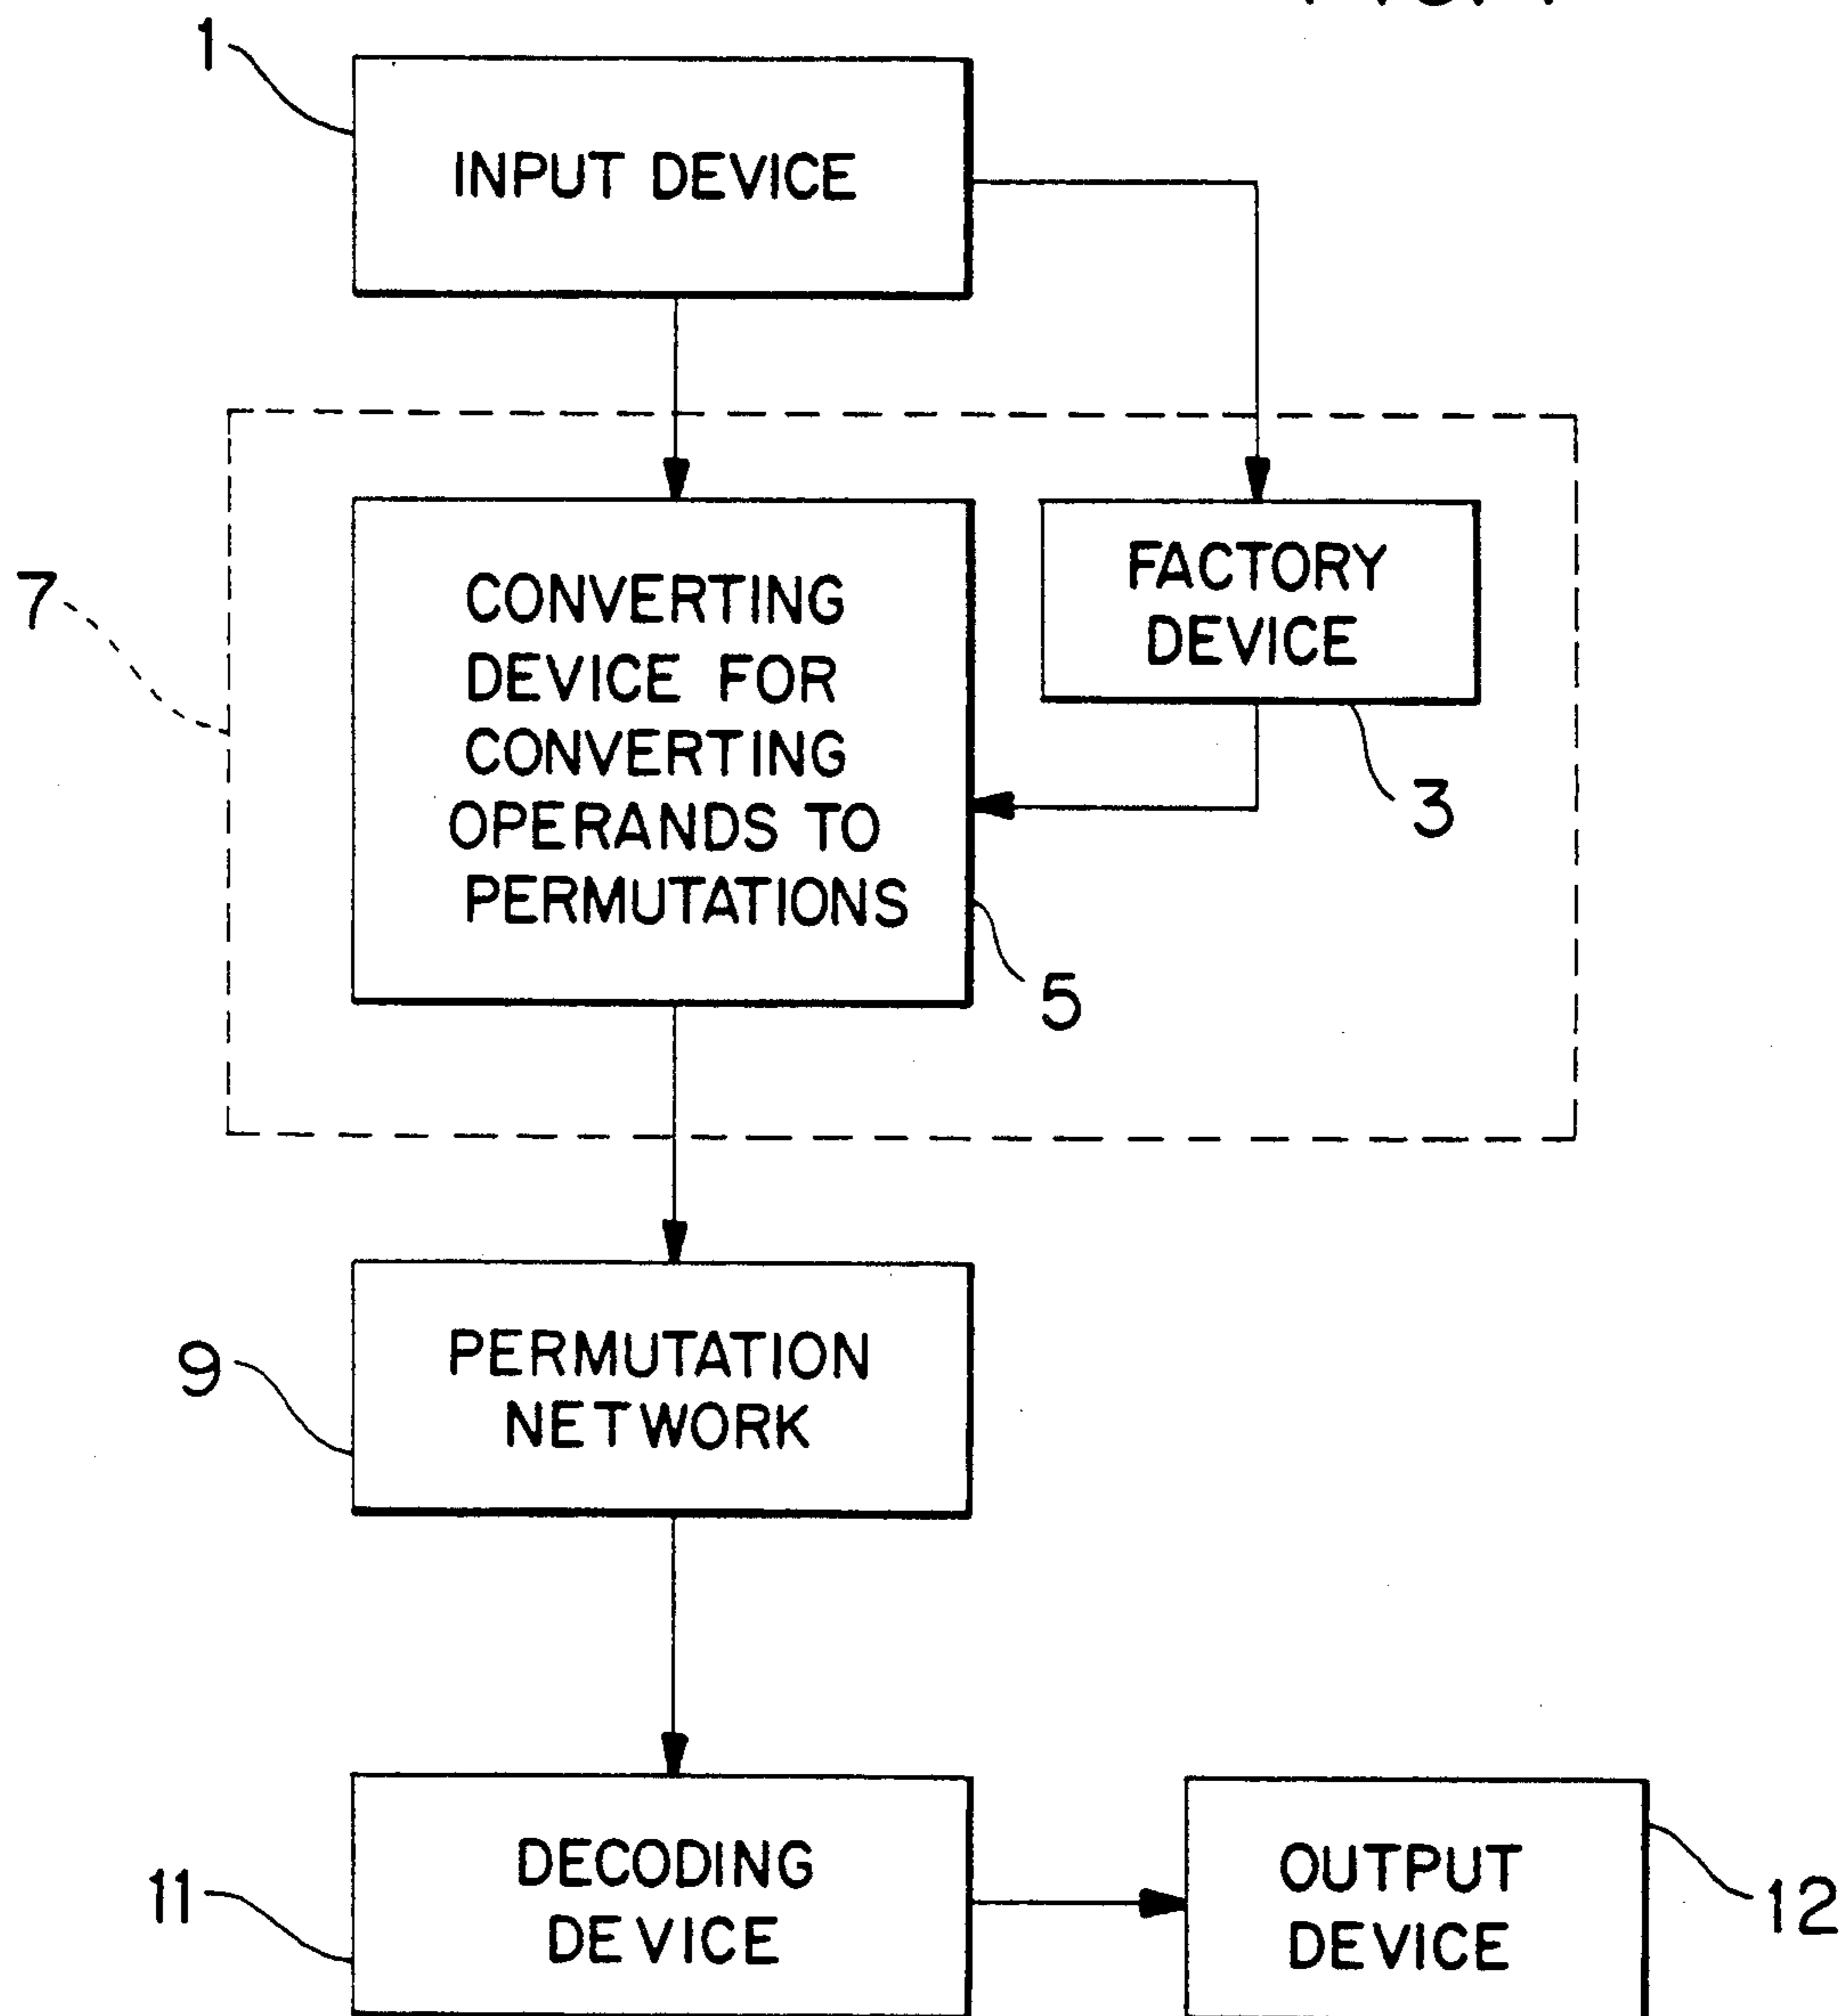 1
INPUT DEVICE
7
CONVERTING
DEVICE FOR
CONVERTING
OPERANDS TO
PERMUTATIONS
FACTORY
DEVICE
3
5
9
PERMUTATION
NETWORK
11
DECODING
DEVICE
OUTPUT
DEVICE
12